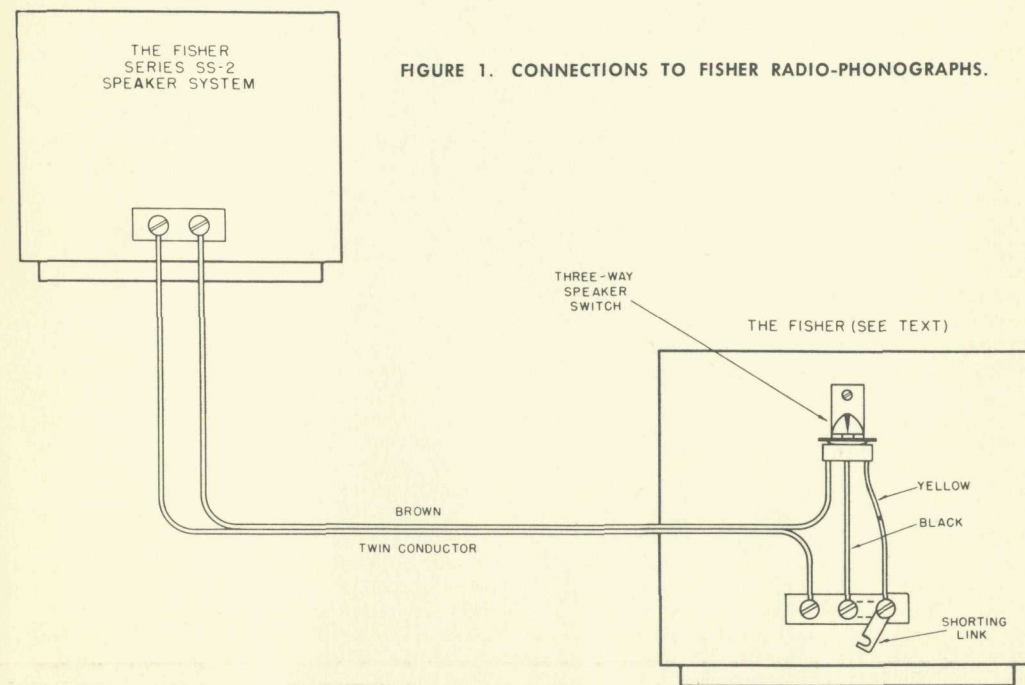 THE FISHER
SERIES SS-2
SPEAKER SYSTEM
FIGURE 1. CONNECTIONS TO FISHER RADIO-PHONOGRAPHS.
THREE-WAY
SPEAKER
SWITCH
THE FISHER (SEE TEXT)
YELLOW
BLACK
BROWN
TWIN CONDUCTOR
SHORTING
LINK